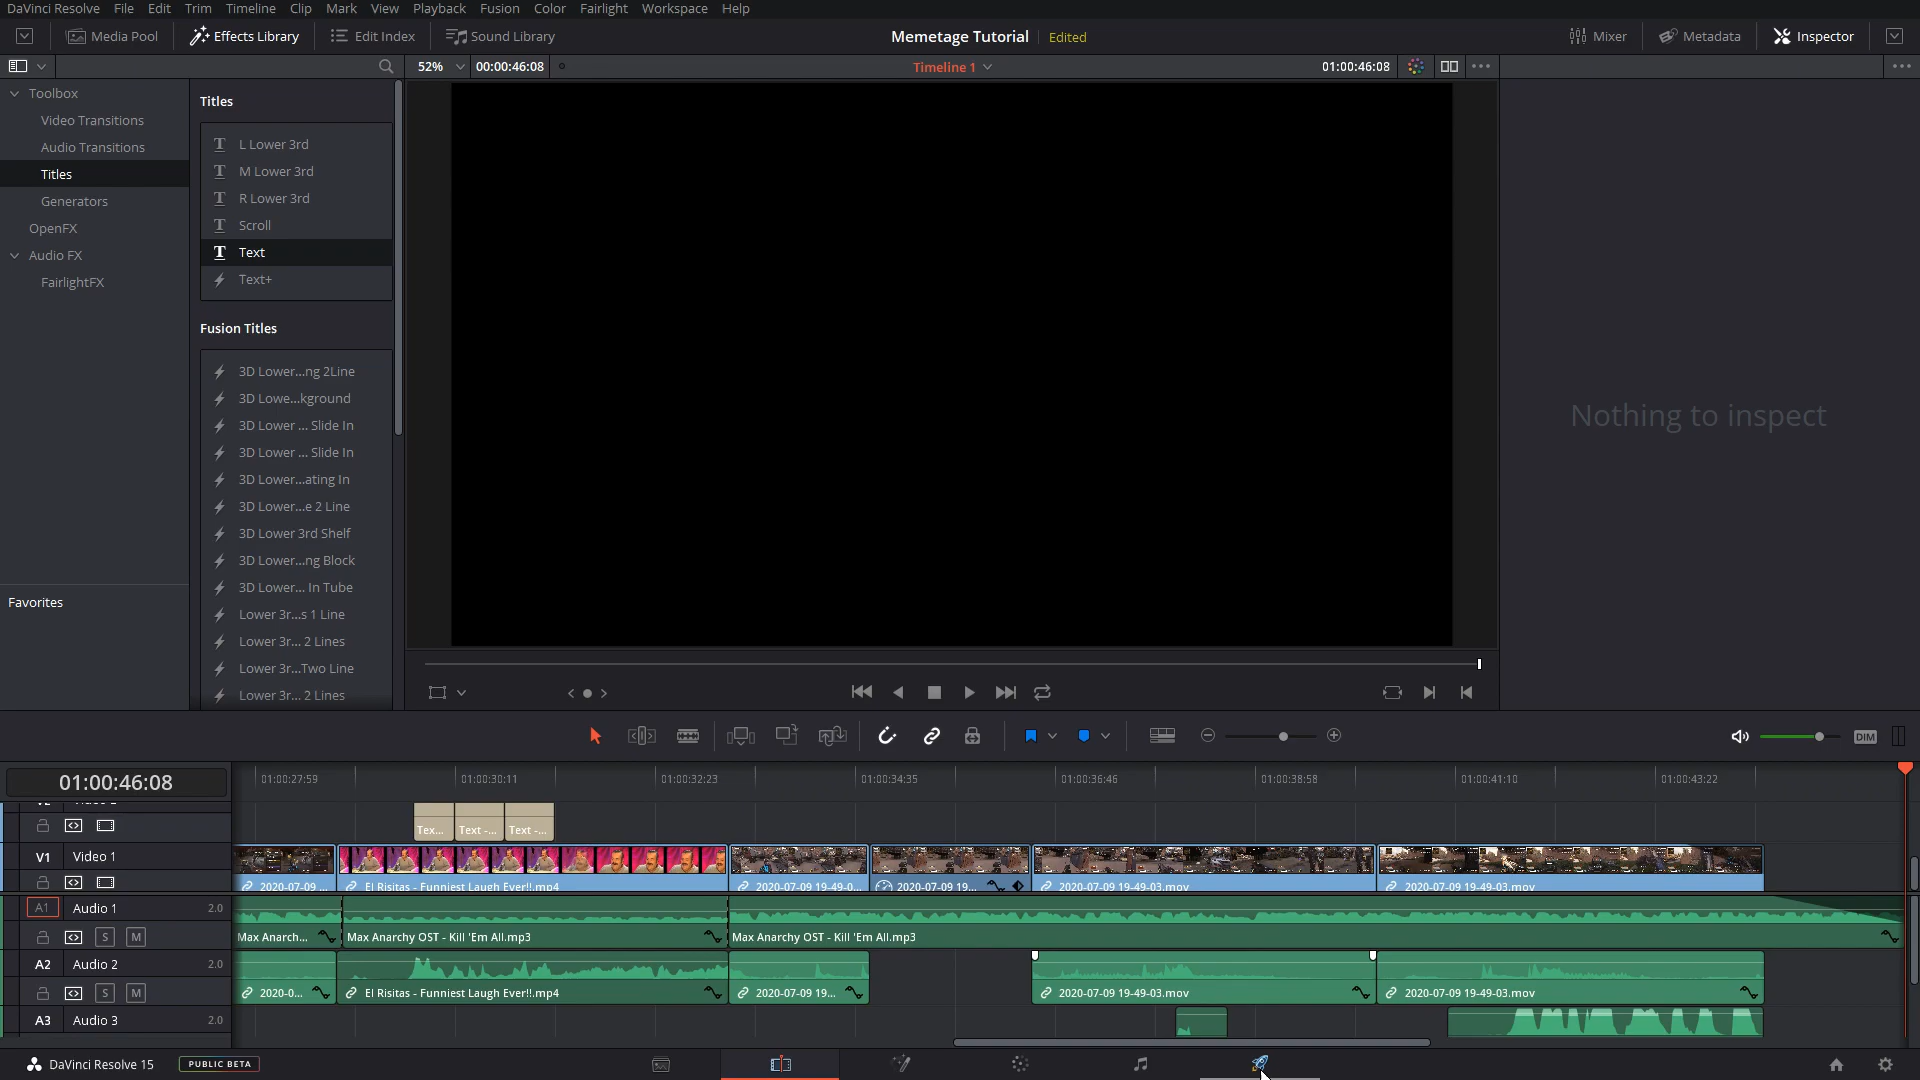 DaVinci Resolve File Edit Trim Timeline Clip Mark View Playback Fusion Color Fairlight Workspace Help
Media Pool Effects Library Edit Index Sound Library Memetage Tutorial Edited Mixer Metadata Inspector
52% 00:00:46:08 Timeline 1 01:00:46:08
Toolbox
Video Transitions
Audio Transitions
Titles
Generators
OpenFX
Audio FX
FairlightFX
Favorites
Titles
L Lower 3rd
M Lower 3rd
R Lower 3rd
Scroll
Text
Text+
Fusion Titles
3D Lower...ng 2Line
3D Lowe...kground
3D Lower ... Slide In
3D Lower ... Slide In
3D Lower...ating In
3D Lower...e 2 Line
3D Lower 3rd Shelf
3D Lower...ng Block
3D Lower... In Tube
Lower 3r...s 1 Line
Lower 3r... 2 Lines
Lower 3r...Two Line
Lower 3r... 2 Lines
Nothing to inspect
DIM
01:00:46:08 01:00:27:59 01:00:30:11 01:00:32:23 01:00:34:35 01:00:36:46 01:00:38:58 01:00:41:10 01:00:43:22
Tex... Text -... Text -...
V1 Video 1
2020-07-09 ... El Risitas - Funniest Laugh Ever!!.mp4 2020-07-09 19-49-0... 2020-07-09 19... 2020-07-09 19-49-03.mov 2020-07-09 19-49-03.mov
A1 Audio 1 2.0
S M Max Anarch... Max Anarchy OST - Kill 'Em All.mp3 Max Anarchy OST - Kill 'Em All.mp3
A2 Audio 2 2.0
S M 2020-0... El Risitas - Funniest Laugh Ever!!.mp4 2020-07-09 19... 2020-07-09 19-49-03.mov 2020-07-09 19-49-03.mov
A3 Audio 3 2.0
DaVinci Resolve 15 PUBLIC BETA